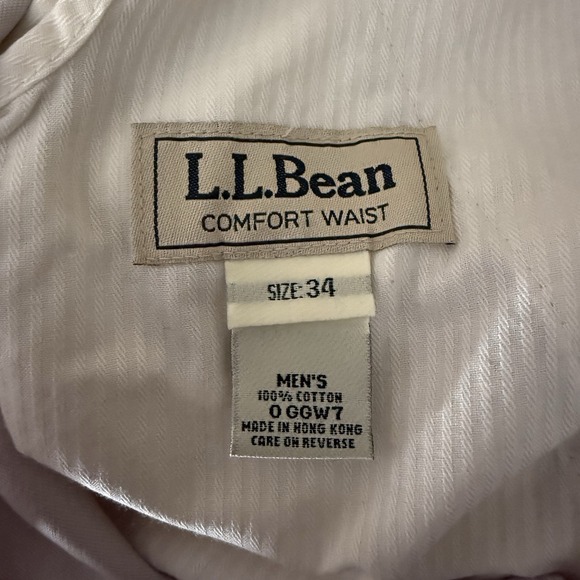 L.L.Bean
COMFORT WAIST
SIZE: 34
MEN'S
100% COTTON
0 GGW7
MADE IN HONG KONG
CARE ON REVERSE